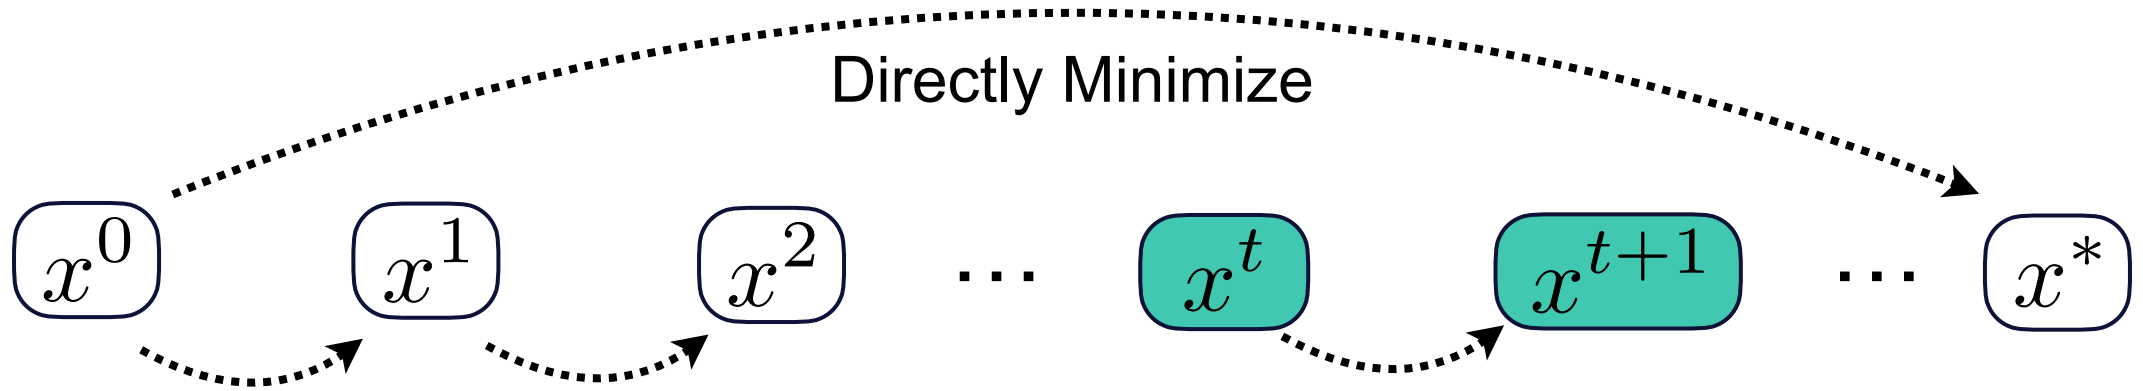 Directly Minimize
x^0 x^1 x^2 ... x^t x^{t+1} ... x^*